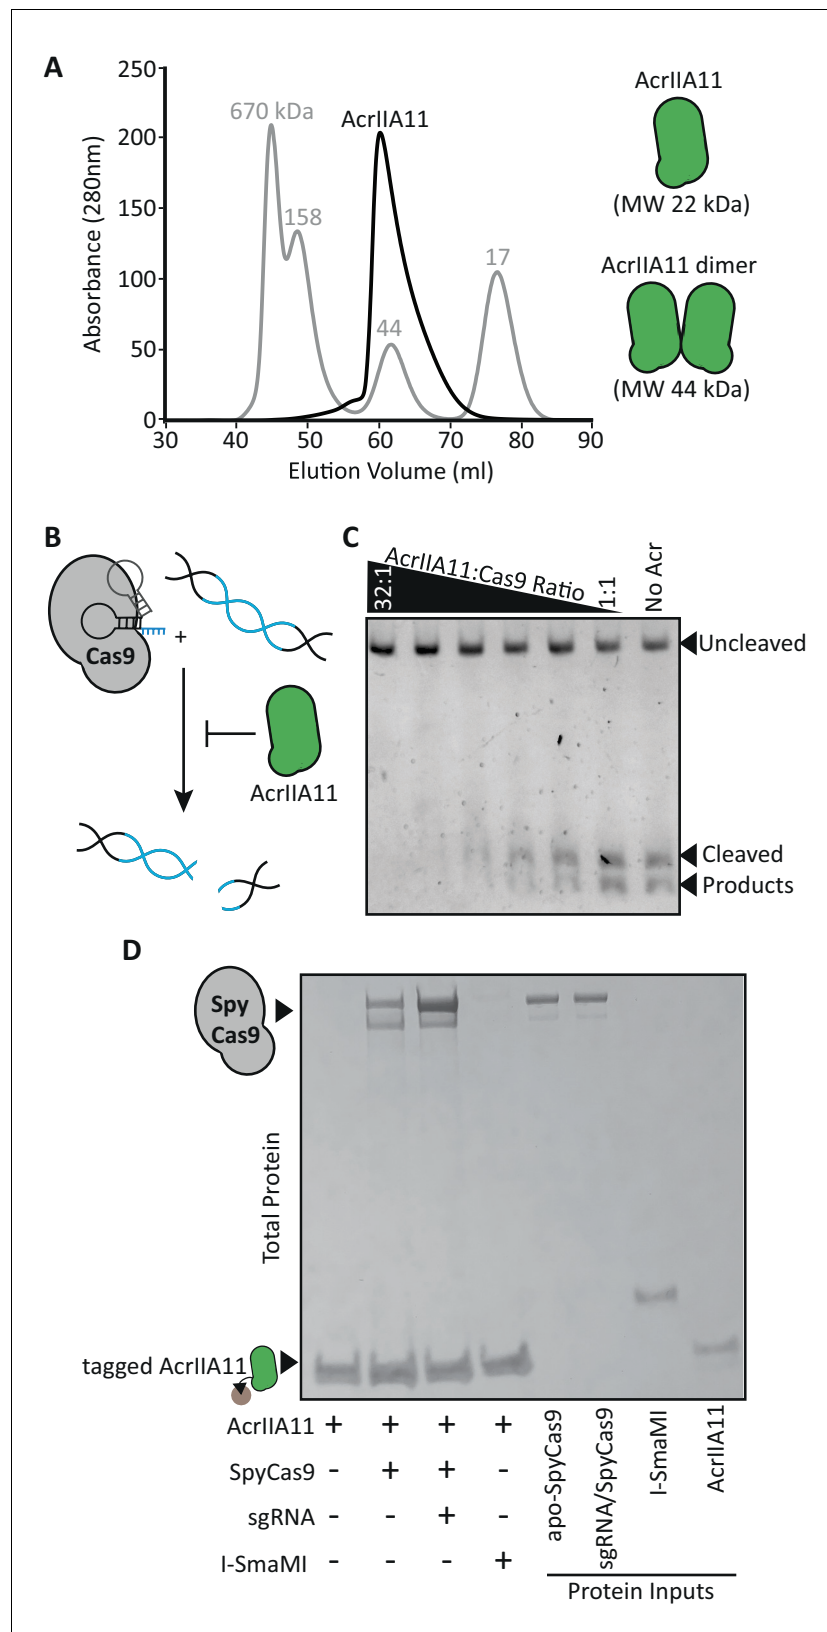 A
250
200
150
100
50
0
30 40 50 60 70 80 90
Absorbance (280nm)
Elution Volume (ml)
670 kDa
158
AcrIIA11
44
17
AcrIIA11
(MW 22 kDa)
AcrIIA11 dimer
(MW 44 kDa)
B
Cas9
+
AcrIIA11
C
AcrIIA11:Cas9 Ratio
32:1
1:1
No Acr
Uncleaved
Cleaved
Products
D
Spy
Cas9
Total Protein
tagged AcrIIA11
AcrIIA11 + + + +
SpyCas9 - + + -
sgRNA - - + -
I-SmaMI - - - +
apo-SpyCas9
sgRNA/SpyCas9
I-SmaMI
AcrIIA11
Protein Inputs